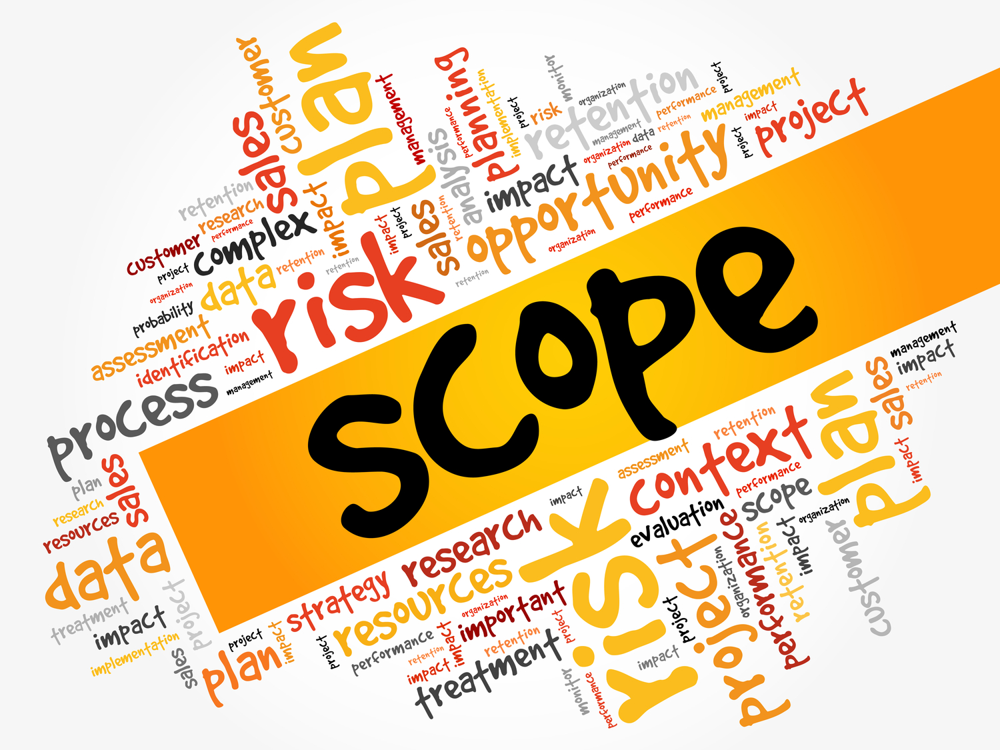 customer
plan
sales
management
planning
performance
implementation
project
monitor
risk
organization
retention
performance
project
management
impact
project
project
analysis
management
data
retention
organization
performance
impact
opportunity
performance
organization
retention
research
performance
customer
complex
impact
project
organization
data
retention
retention
impact
project
sales
retention
retention
probability
risk
assessment
identification
impact
management
process
scope
plan
sales
research
resources
data
treatment
project
impact
implementation
sales
project
plan
impact
strategy
research
resources
project
performance
organization
important
impact
retention
impact
retention
treatment
project
monitor
performance
impact
risk
assessment
retention
context
evaluation
performance
scope
organization
impact
retention
performance
organization
project
project
impact
plan
customer
sales
management
impact
retention
impact